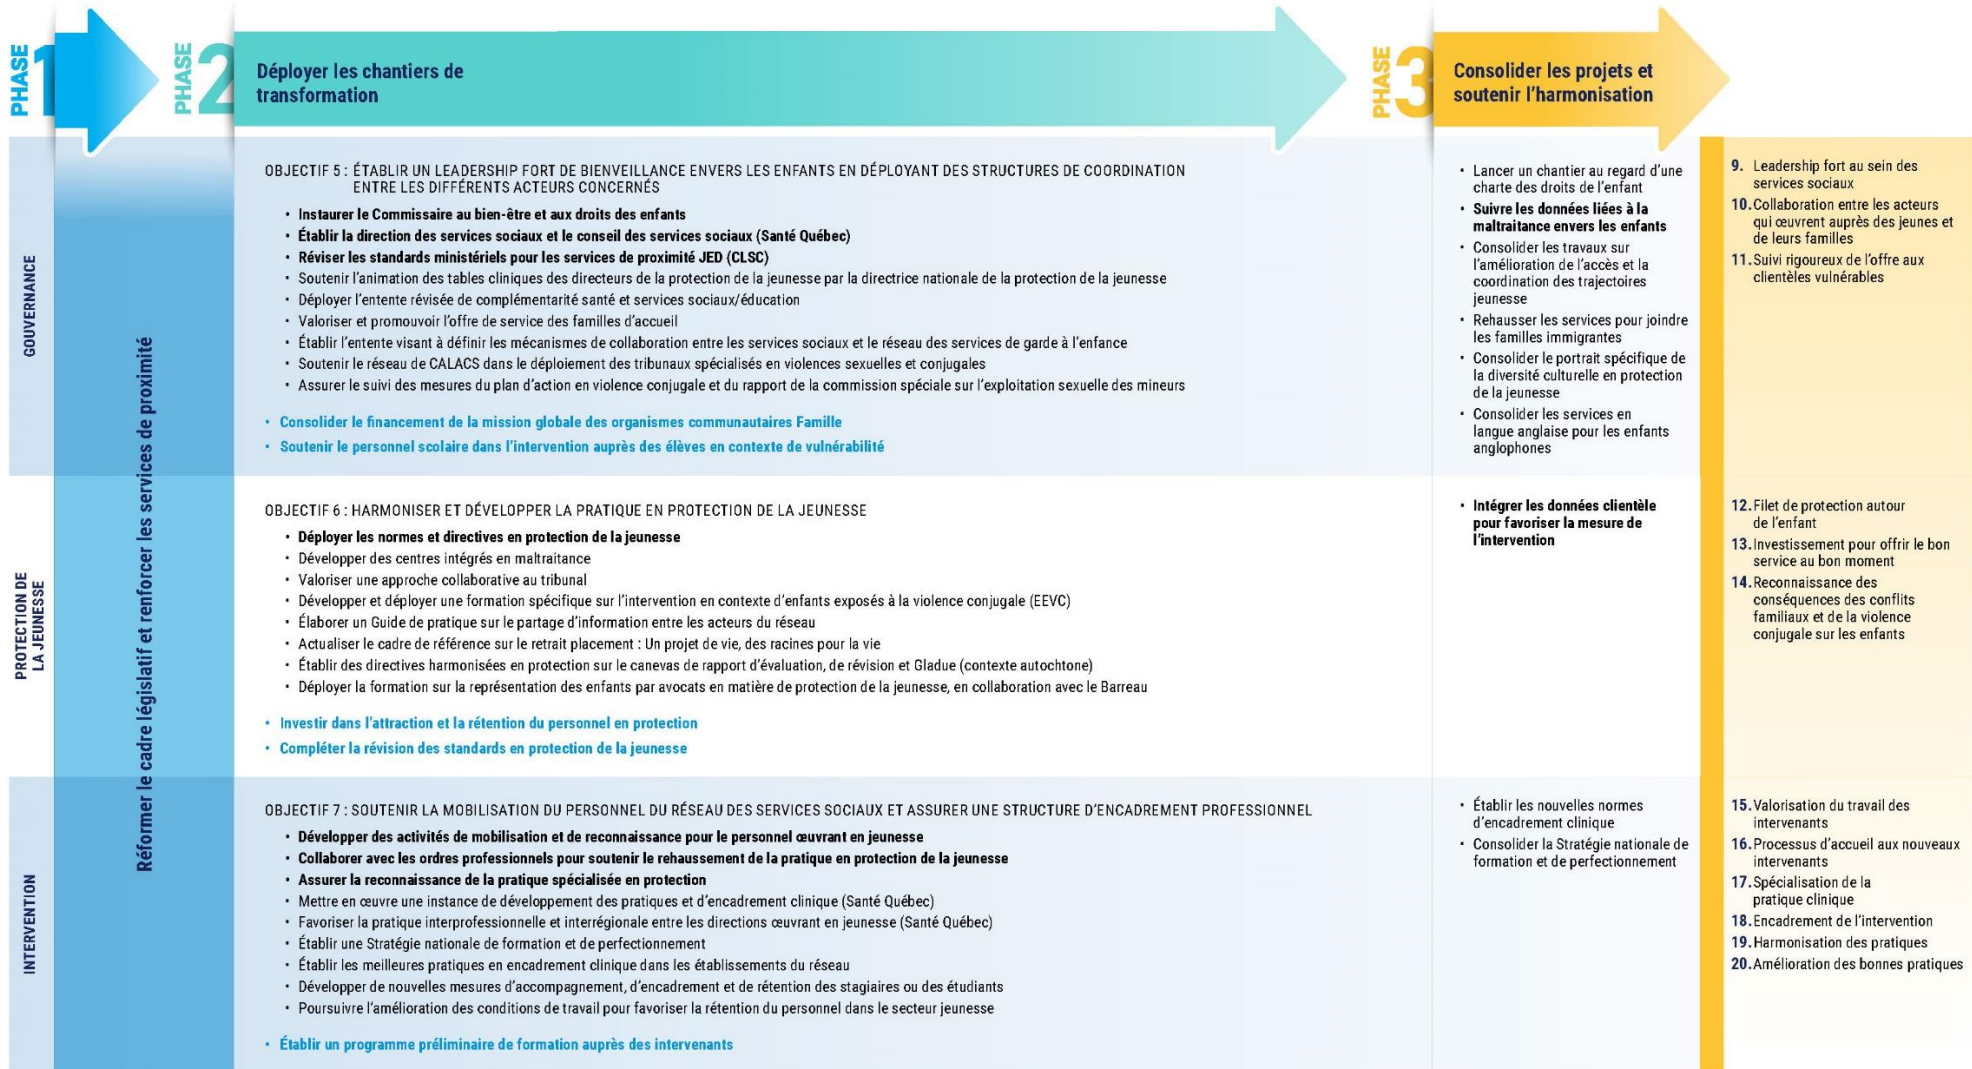 PHASE 1
PHASE 2
Déployer les chantiers de
transformation
PHASE 3
Consolider les projets et
soutenir l'harmonisation
Réformer le cadre législatif et renforcer les services de proximité
GOUVERNANCE
OBJECTIF 5 : ÉTABLIR UN LEADERSHIP FORT DE BIENVEILLANCE ENVERS LES ENFANTS EN DÉPLOYANT DES STRUCTURES DE COORDINATION
ENTRE LES DIFFÉRENTS ACTEURS CONCERNÉS
• Instaurer le Commissaire au bien-être et aux droits des enfants
• Établir la direction des services sociaux et le conseil des services sociaux (Santé Québec)
• Réviser les standards ministériels pour les services de proximité JED (CLSC)
• Soutenir l'animation des tables cliniques des directeurs de la protection de la jeunesse par la directrice nationale de la protection de la jeunesse
• Déployer l'entente révisée de complémentarité santé et services sociaux/éducation
• Valoriser et promouvoir l'offre de service des familles d'accueil
• Établir l'entente visant à définir les mécanismes de collaboration entre les services sociaux et le réseau des services de garde à l'enfance
• Soutenir le réseau de CALACS dans le déploiement des tribunaux spécialisés en violences sexuelles et conjugales
• Assurer le suivi des mesures du plan d'action en violence conjugale et du rapport de la commission spéciale sur l'exploitation sexuelle des mineurs
• Consolider le financement de la mission globale des organismes communautaires Famille
• Soutenir le personnel scolaire dans l'intervention auprès des élèves en contexte de vulnérabilité
• Lancer un chantier au regard d'une
charte des droits de l'enfant
• Suivre les données liées à la
maltraitance envers les enfants
• Consolider les travaux sur
l'amélioration de l'accès et la
coordination des trajectoires
jeunesse
• Rehausser les services pour joindre
les familles immigrantes
• Consolider le portrait spécifique de
la diversité culturelle en protection
de la jeunesse
• Consolider les services en
langue anglaise pour les enfants
anglophones
9. Leadership fort au sein des
services sociaux
10. Collaboration entre les acteurs
qui œuvrent auprès des jeunes et
de leurs familles
11. Suivi rigoureux de l'offre aux
clientèles vulnérables
PROTECTION DE
LA JEUNESSE
OBJECTIF 6 : HARMONISER ET DÉVELOPPER LA PRATIQUE EN PROTECTION DE LA JEUNESSE
• Déployer les normes et directives en protection de la jeunesse
• Développer des centres intégrés en maltraitance
• Valoriser une approche collaborative au tribunal
• Développer et déployer une formation spécifique sur l'intervention en contexte d'enfants exposés à la violence conjugale (EEVC)
• Élaborer un Guide de pratique sur le partage d'information entre les acteurs du réseau
• Actualiser le cadre de référence sur le retrait placement : Un projet de vie, des racines pour la vie
• Établir des directives harmonisées en protection sur le canevas de rapport d'évaluation, de révision et Gladue (contexte autochtone)
• Déployer la formation sur la représentation des enfants par avocats en matière de protection de la jeunesse, en collaboration avec le Barreau
• Investir dans l'attraction et la rétention du personnel en protection
• Compléter la révision des standards en protection de la jeunesse
• Intégrer les données clientèle
pour favoriser la mesure de
l'intervention
12. Filet de protection autour
de l'enfant
13. Investissement pour offrir le bon
service au bon moment
14. Reconnaissance des
conséquences des conflits
familiaux et de la violence
conjugale sur les enfants
INTERVENTION
OBJECTIF 7 : SOUTENIR LA MOBILISATION DU PERSONNEL DU RÉSEAU DES SERVICES SOCIAUX ET ASSURER UNE STRUCTURE D'ENCADREMENT PROFESSIONNEL
• Développer des activités de mobilisation et de reconnaissance pour le personnel œuvrant en jeunesse
• Collaborer avec les ordres professionnels pour soutenir le rehaussement de la pratique en protection de la jeunesse
• Assurer la reconnaissance de la pratique spécialisée en protection
• Mettre en œuvre une instance de développement des pratiques et d'encadrement clinique (Santé Québec)
• Favoriser la pratique interprofessionnelle et interrégionale entre les directions œuvrant en jeunesse (Santé Québec)
• Établir une Stratégie nationale de formation et de perfectionnement
• Établir les meilleures pratiques en encadrement clinique dans les établissements du réseau
• Développer de nouvelles mesures d'accompagnement, d'encadrement et de rétention des stagiaires ou des étudiants
• Poursuivre l'amélioration des conditions de travail pour favoriser la rétention du personnel dans le secteur jeunesse
• Établir un programme préliminaire de formation auprès des intervenants
• Établir les nouvelles normes
d'encadrement clinique
• Consolider la Stratégie nationale de
formation et de perfectionnement
15. Valorisation du travail des
intervenants
16. Processus d'accueil aux nouveaux
intervenants
17. Spécialisation de la
pratique clinique
18. Encadrement de l'intervention
19. Harmonisation des pratiques
20. Amélioration des bonnes pratiques